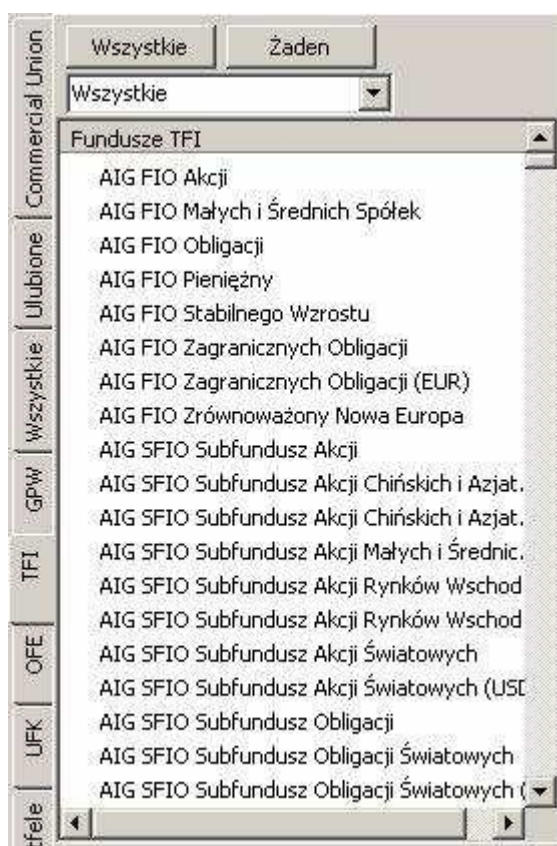 Wszystkie Żaden
Wszystkie
Fundusze TFI
AIG FIO Akcji
AIG FIO Małych i Średnich Spółek
AIG FIO Obligacji
AIG FIO Pieniężny
AIG FIO Stabilnego Wzrostu
AIG FIO Zagranicznych Obligacji
AIG FIO Zagranicznych Obligacji (EUR)
AIG FIO Zrównoważony Nowa Europa
AIG SFIO Subfundusz Akcji
AIG SFIO Subfundusz Akcji Chińskich i Azjat.
AIG SFIO Subfundusz Akcji Chińskich i Azjat.
AIG SFIO Subfundusz Akcji Małych i Średnic.
AIG SFIO Subfundusz Akcji Rynków Wschod
AIG SFIO Subfundusz Akcji Rynków Wschod
AIG SFIO Subfundusz Akcji Światowych
AIG SFIO Subfundusz Akcji Światowych (USD
AIG SFIO Subfundusz Obligacji
AIG SFIO Subfundusz Obligacji Światowych
AIG SFIO Subfundusz Obligacji Światowych (
Commercial Union
Ulubione
Wszystkie
GPW
TFI
OFE
UFK
tfele